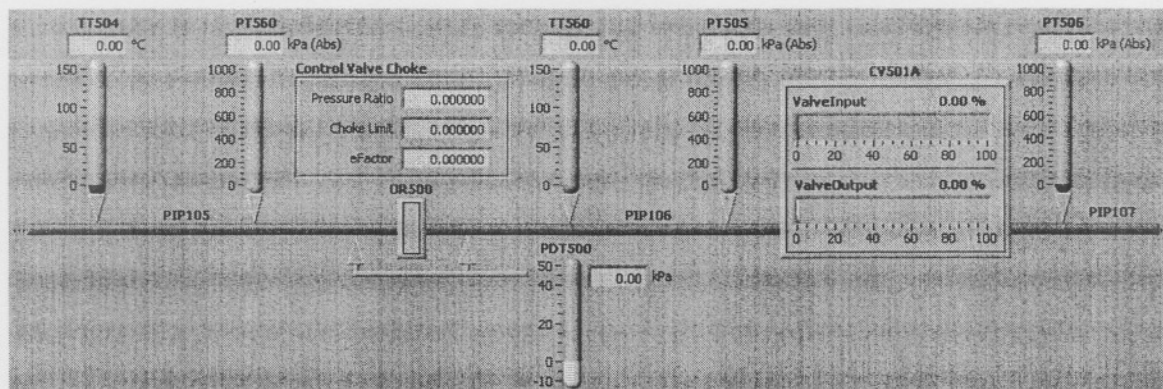 TT504 PT560 TT560 PT505 PT506
0.00 °C 0.00 kPa (Abs) 0.00 °C 0.00 kPa (Abs) 0.00 kPa (Abs)
150 1000 Control Valve Choke 150 1000 CV501A 1000
800 800 800
Pressure Ratio 0.000000 ValveInput 0.00 %
100 600 100 600 600
Choke Limit 0.000000
50 400 50 400 0 20 40 60 80 100 400
200 eFactor 0.000000 200 200
0 0 0 0 ValveOutput 0.00 % 0
OR500
PIP105 PIP106 PIP107
0 20 40 60 80 100
PDT500
50 0.00 kPa
40
20
0
-10